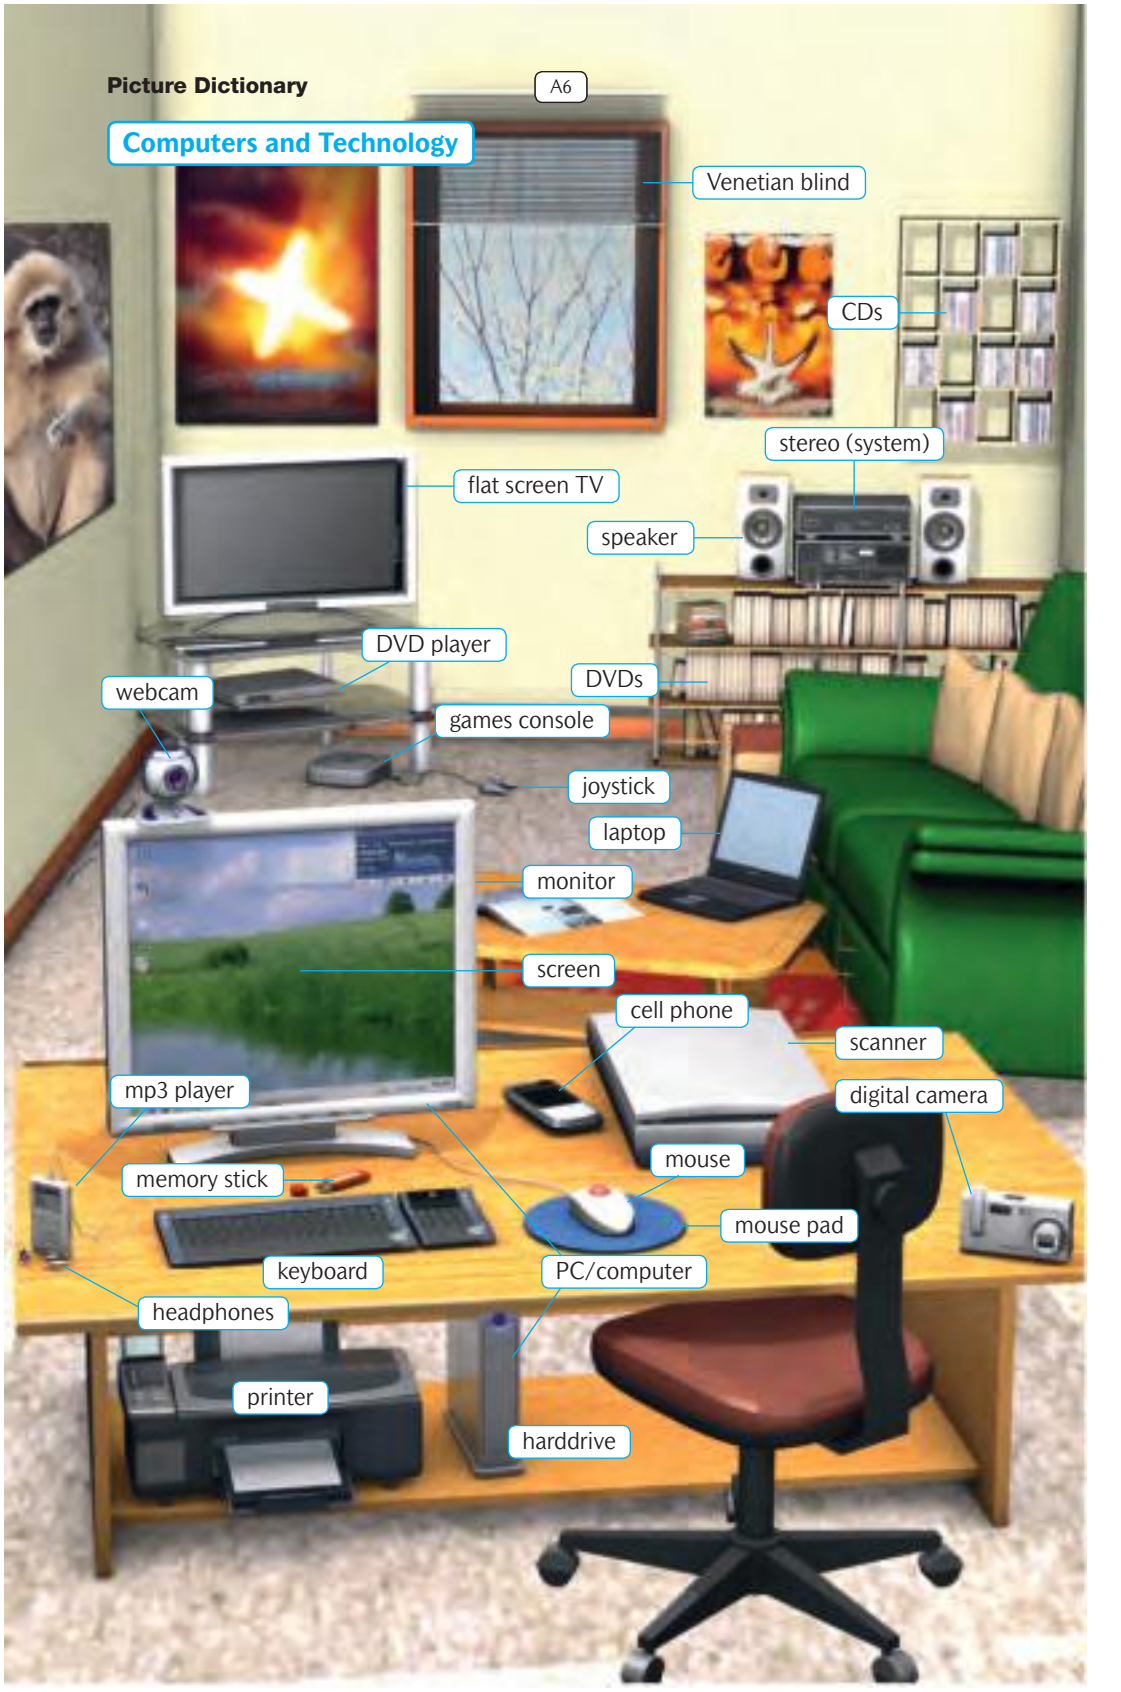 Picture Dictionary
A6
Computers and Technology
Venetian blind
CDs
stereo (system)
flat screen TV
speaker
DVD player
DVDs
webcam
games console
joystick
laptop
monitor
screen
cell phone
scanner
mp3 player
digital camera
mouse
memory stick
mouse pad
keyboard
PC/computer
headphones
printer
harddrive